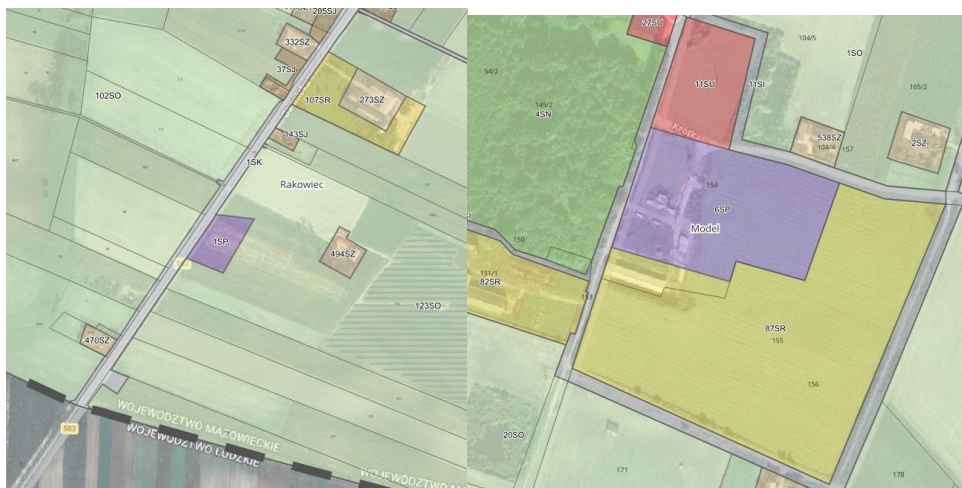 205SJ
332SZ
37SJ
107SR
273SZ
102SO
143SJ
1SK
Rakowiec
1SP
494SZ
123SO
470SZ
983
WOJEWÓDZTWO MAZOWIECKIE
WOJEWÓDZTWO ŁÓDZKIE
WOJEWÓDZTWO
27SU
104/5
1SO
54/2
11SU
11SI
105/2
149/2
4SN
Krótka
538SZ
104/4
157
2SZ
154
6SP
Model
150
151/1
82SR
153
87SR
155
156
20SO
171
178